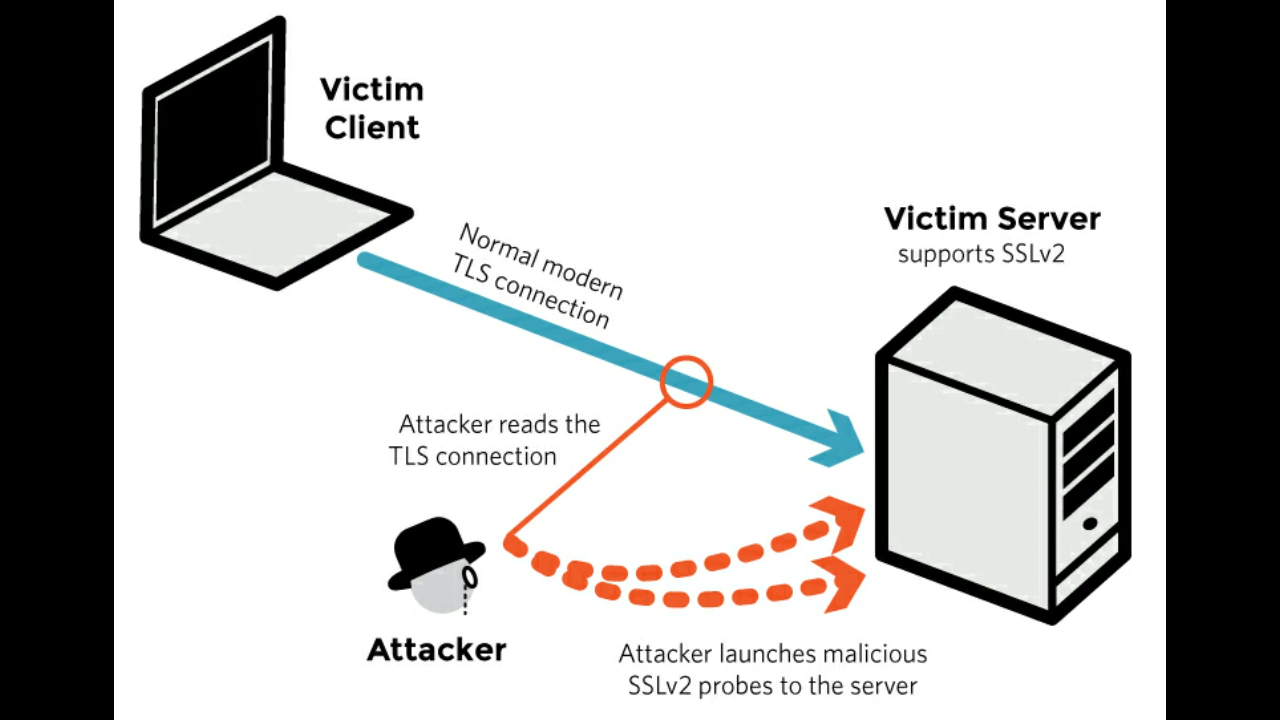 Victim
Client
Normal modern
TLS connection
Victim Server
supports SSLv2
Attacker reads the
TLS connection
Attacker
Attacker launches malicious
SSLv2 probes to the server